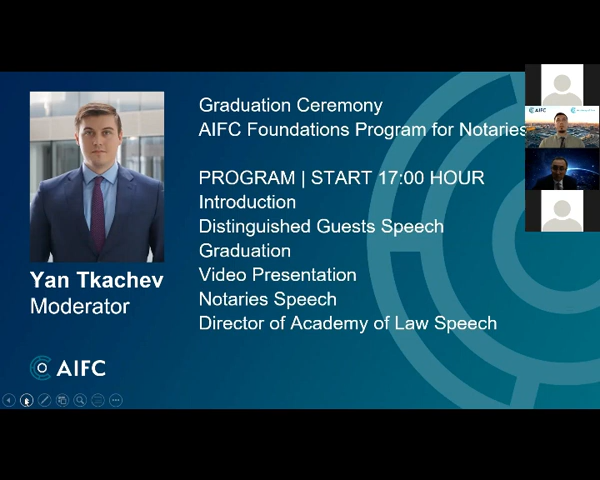 Graduation Ceremony
AIFC Foundations Program for Notaries
PROGRAM | START 17:00 HOUR
Introduction
Distinguished Guests Speech
Graduation
Video Presentation
Notaries Speech
Director of Academy of Law Speech
Yan Tkachev
Moderator
AIFC
AIFC